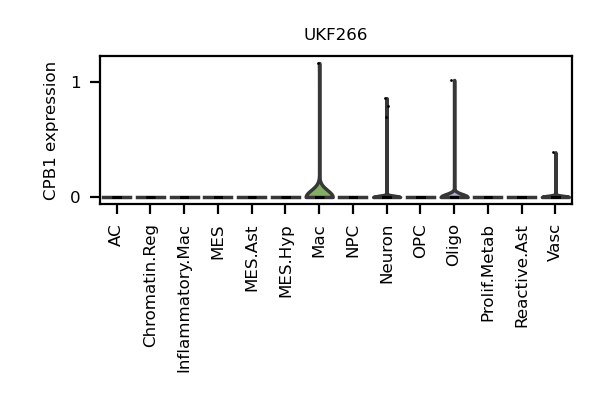 UKF266
CPB1 expression
1
0
AC
Chromatin.Reg
Inflammatory.Mac
MES
MES.Ast
MES.Hyp
Mac
NPC
Neuron
OPC
Oligo
Prolif.Metab
Reactive.Ast
Vasc